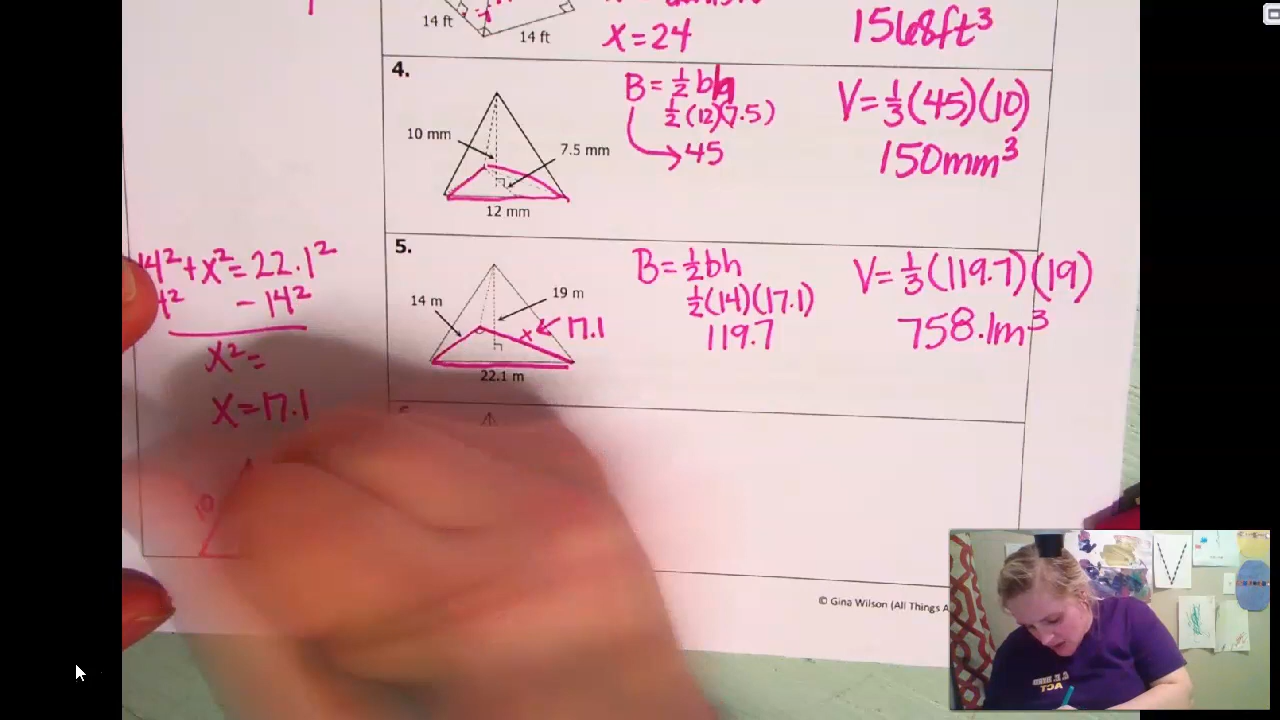 14 ft
14 ft
x = 24
1568ft³
4.
10 mm
7.5 mm
12 mm
B = ½bh
½(12)(7.5)
45
V = ⅓(45)(10)
150mm³
14² + x² = 22.1²
- 14²
x² =
x = 17.1
5.
14 m
19 m
x
17.1
22.1 m
B = ½bh
½(14)(17.1)
119.7
V = ⅓(119.7)(19)
758.1m³
10
© Gina Wilson (All Things A
ACT